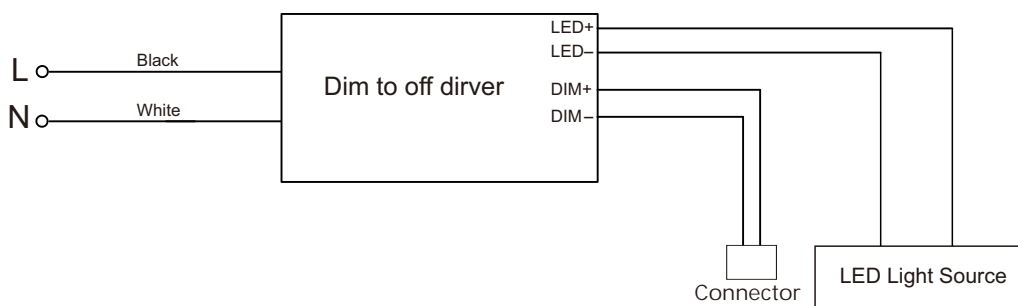 LED+
LED–
L
Black
Dim to off dirver
DIM+
N
White
DIM–
Connector
LED Light Source